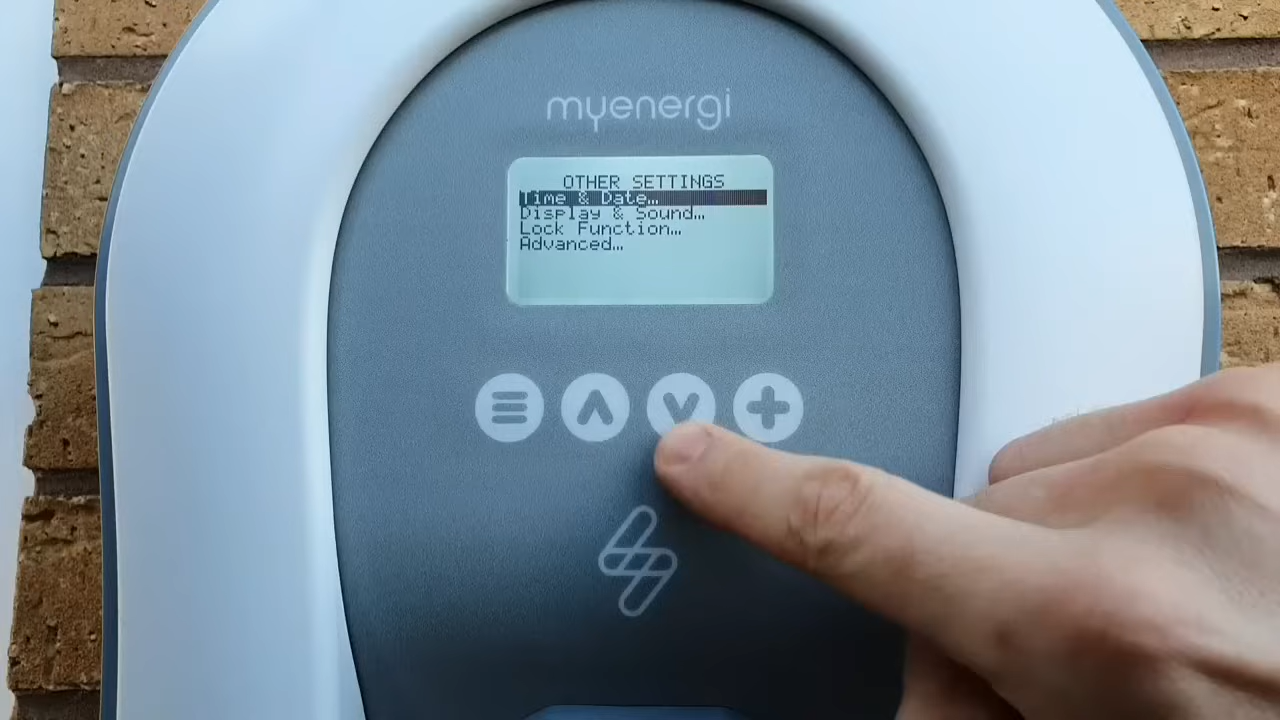 myenergi
OTHER SETTINGS
Time & Date...
Display & Sound...
Lock Function...
Advanced...